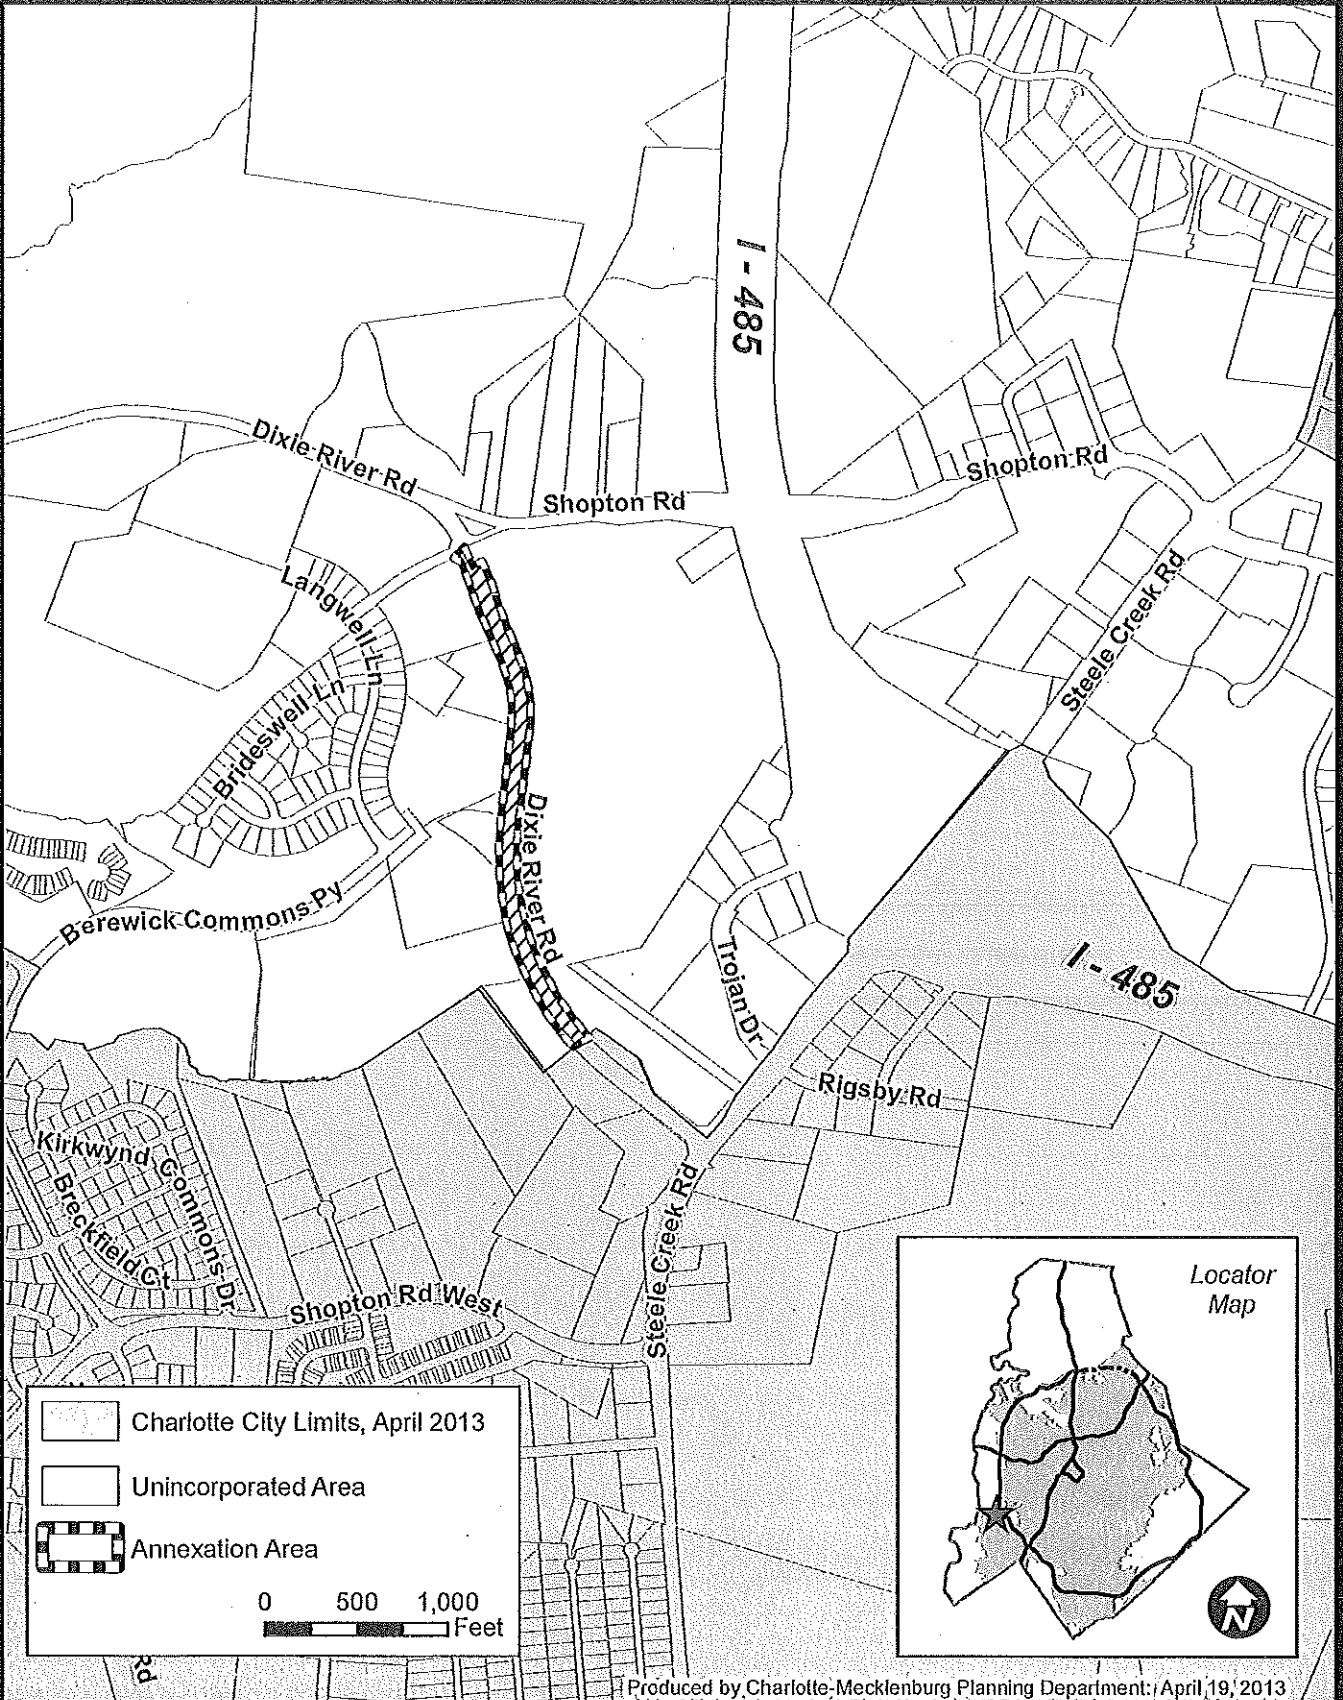 I - 485
Dixie River Rd
Shopton Rd
Shopton Rd
Langwell Ln
Brideswell Ln
Steele Creek Rd
Dixie River Rd
Berewick Commons Py
Trojan Dr
I - 485
Rigsby Rd
Kirkwynd Commons Dr
Breckfield Ct
Steele Creek Rd
Shopton Rd West
Locator
Map
Charlotte City Limits, April 2013
Unincorporated Area
Annexation Area
0 500 1,000
Feet
N
Rd
Produced by Charlotte-Mecklenburg Planning Department: April 19, 2013